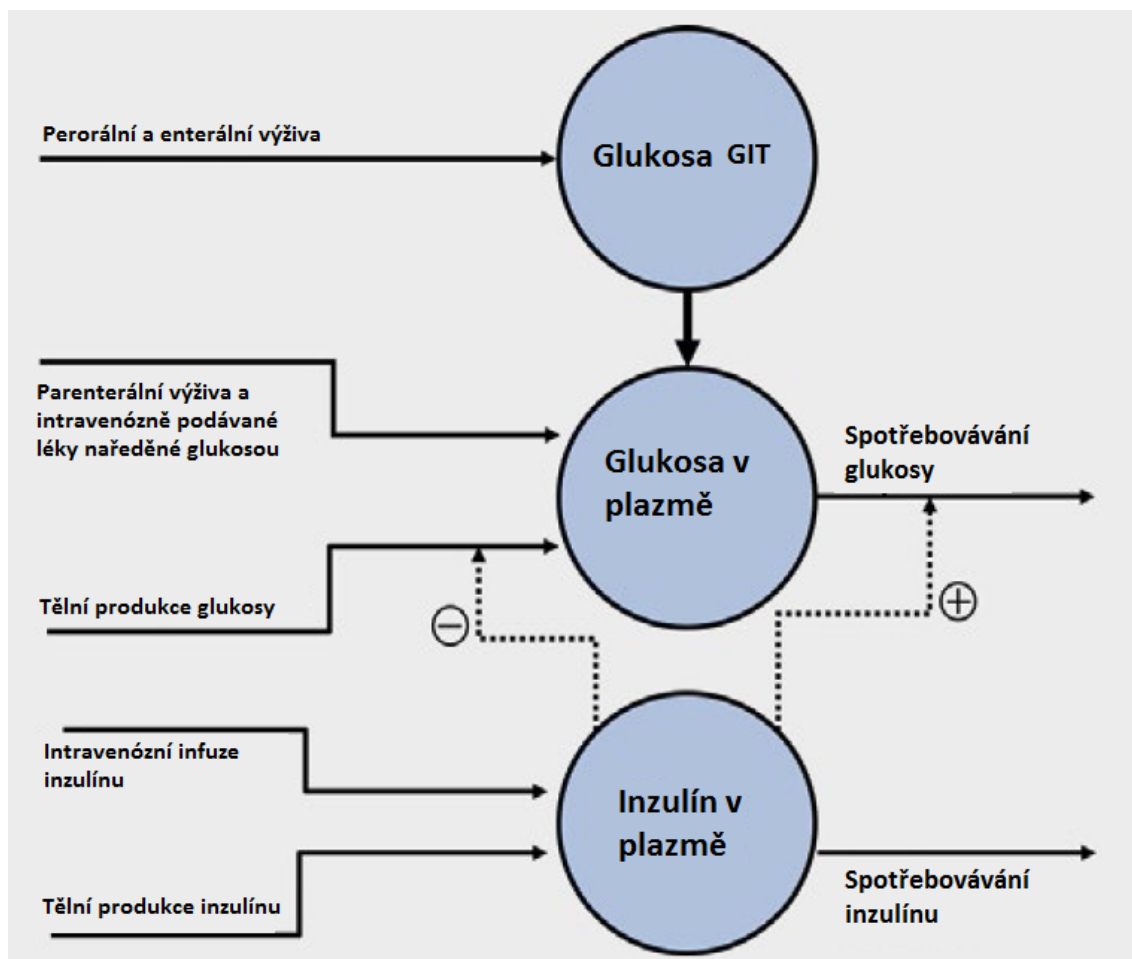 Perorální a enterální výživa
Glukosa GIT
Parenterální výživa a
intravenózně podávané
léky naředěné glukosou
Glukosa v
plazmě
Spotřebovávání
glukosy
Tělní produkce glukosy
−
+
Intravenózní infuze
inzulínu
Inzulín v
plazmě
Tělní produkce inzulínu
Spotřebovávání
inzulínu